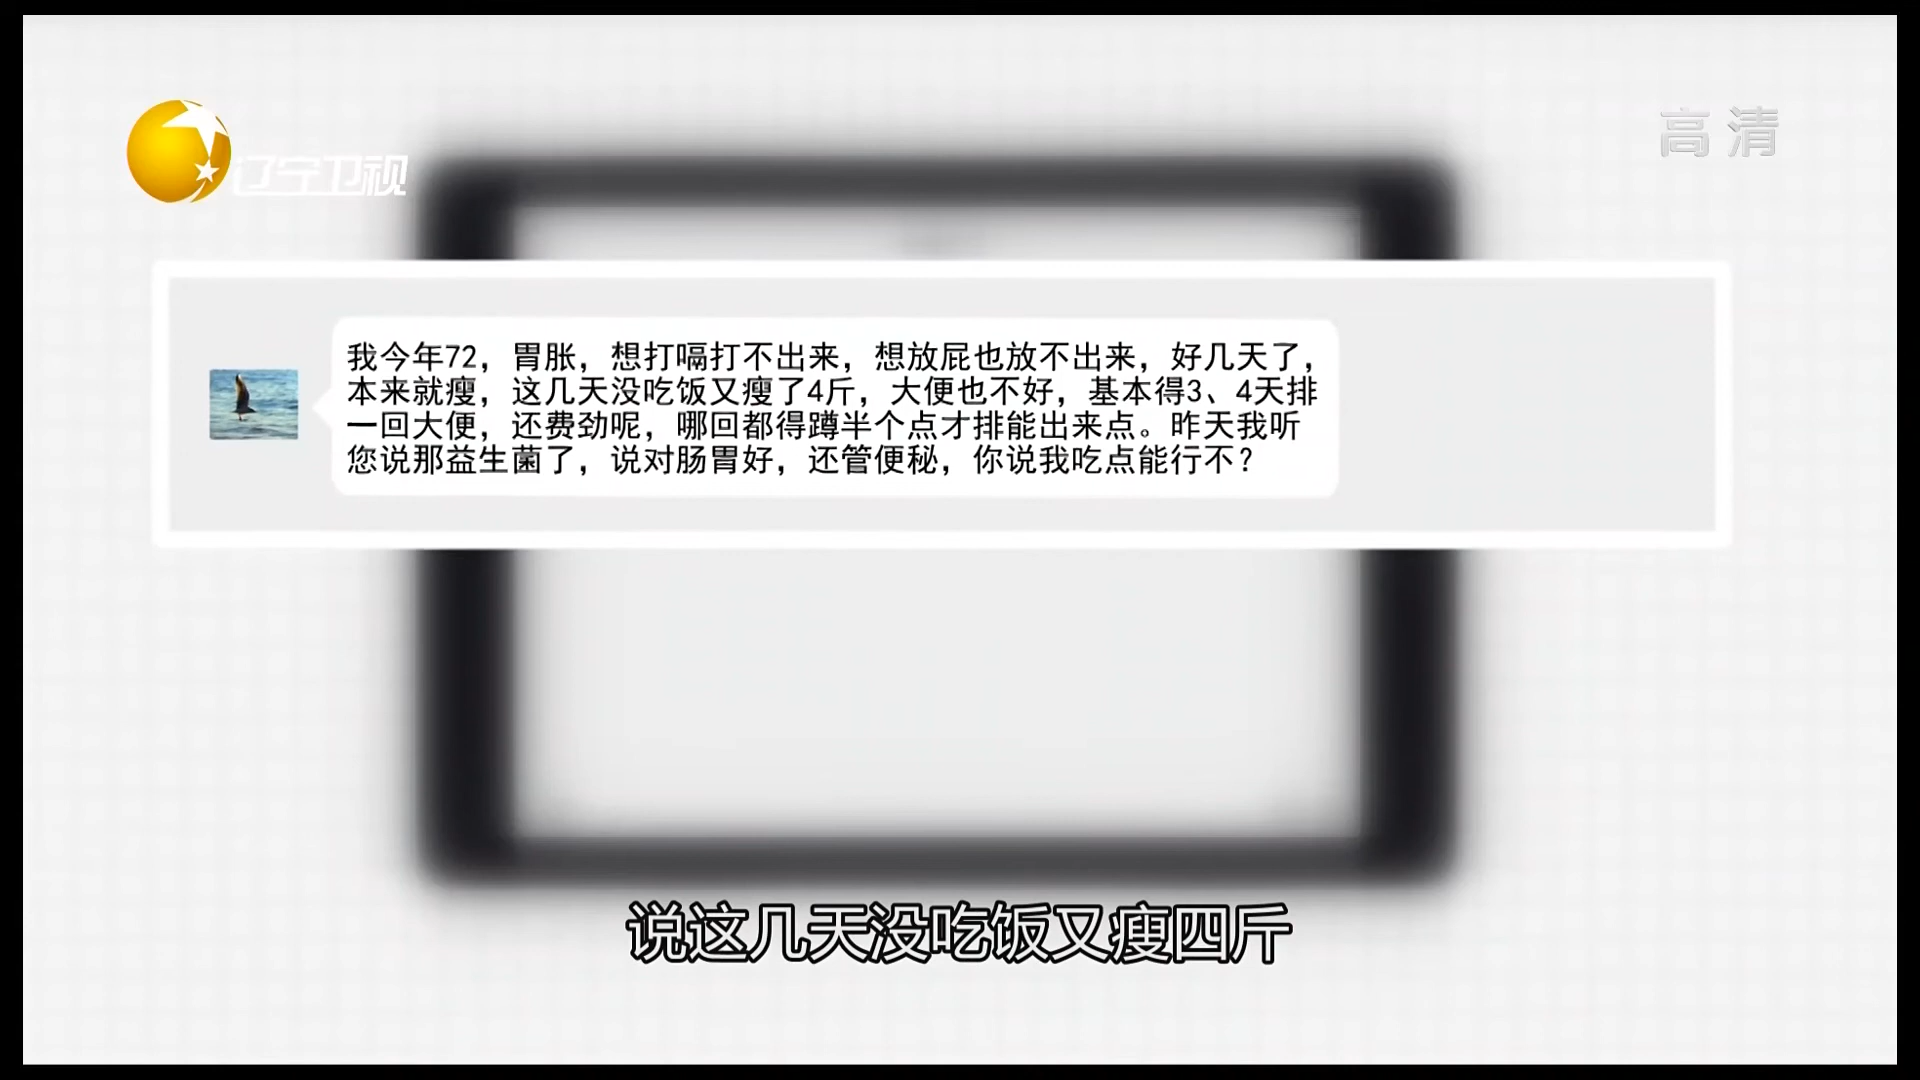 辽宁卫视
高清
我今年72，胃胀，想打嗝打不出来，想放屁也放不出来，好几天了，
本来就瘦，这几天没吃饭又瘦了4斤，大便也不好，基本得3、4天排
一回大便，还费劲呢，哪回都得蹲半个点才排能出来点。昨天我听
您说那益生菌了，说对肠胃好，还管便秘，你说我吃点能行不？
说这几天没吃饭又瘦四斤